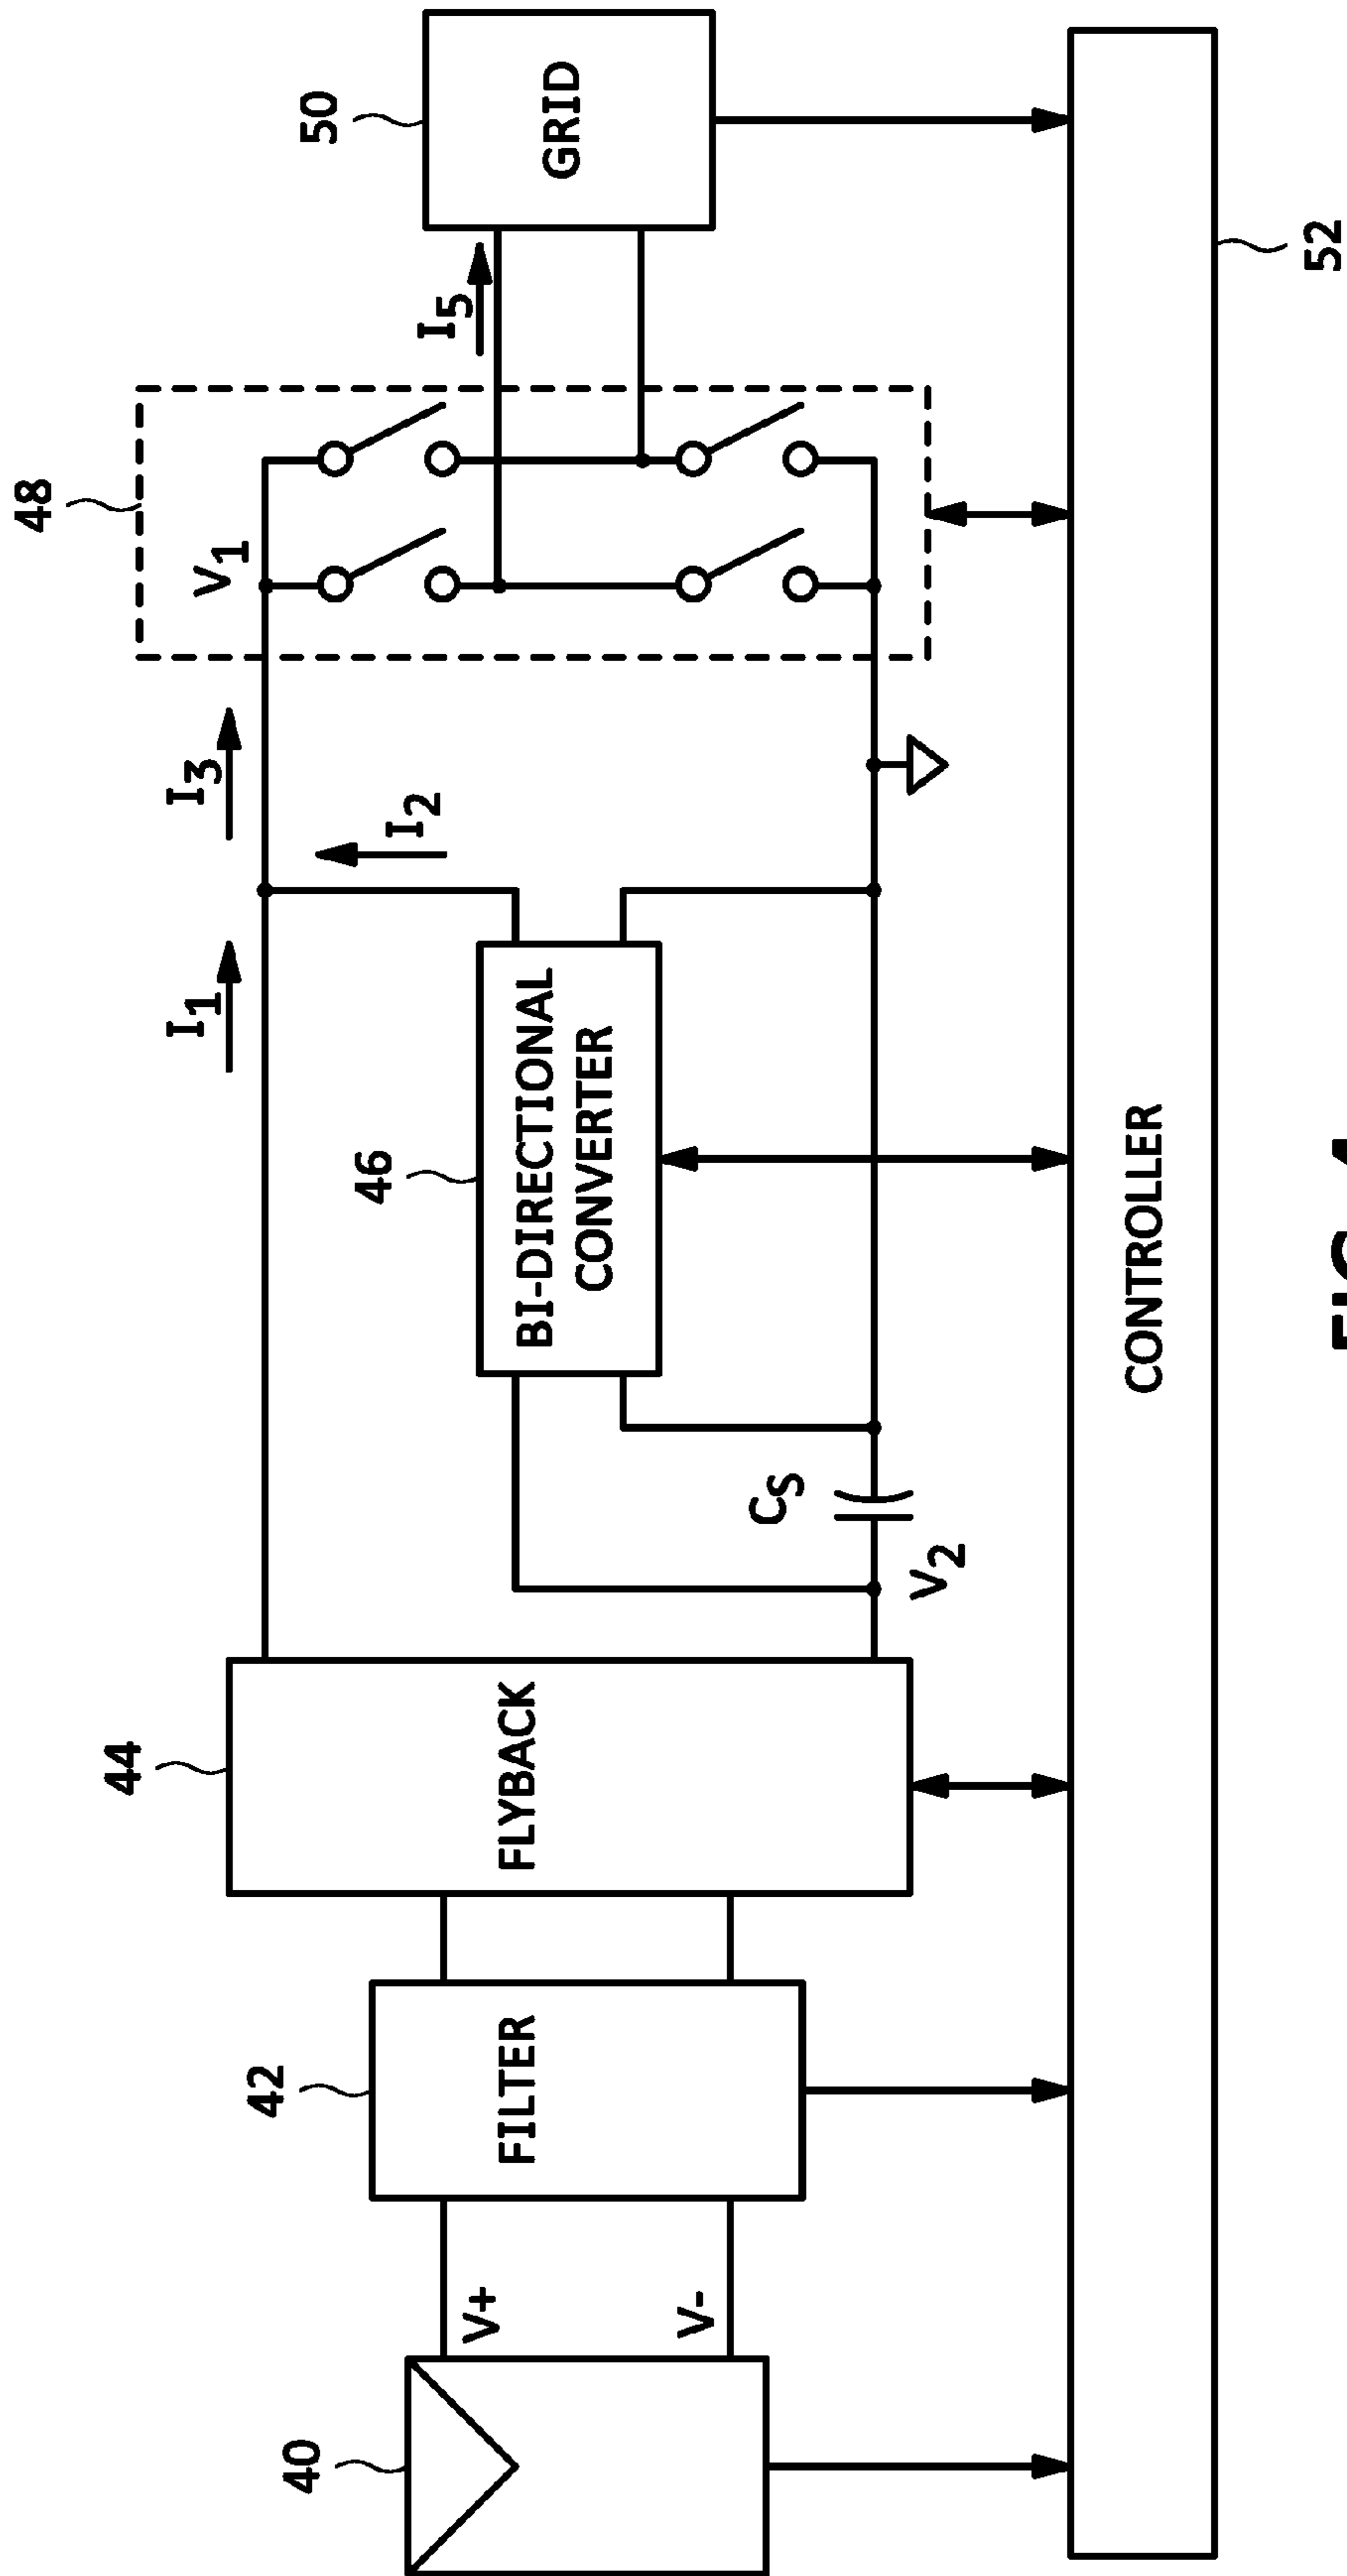 48
50
V1
I1
I3
I2
I5
GRID
44
46
BI-DIRECTIONAL
CONVERTER
42
FLYBACK
40
FILTER
V+
V-
CS
V2
CONTROLLER
52